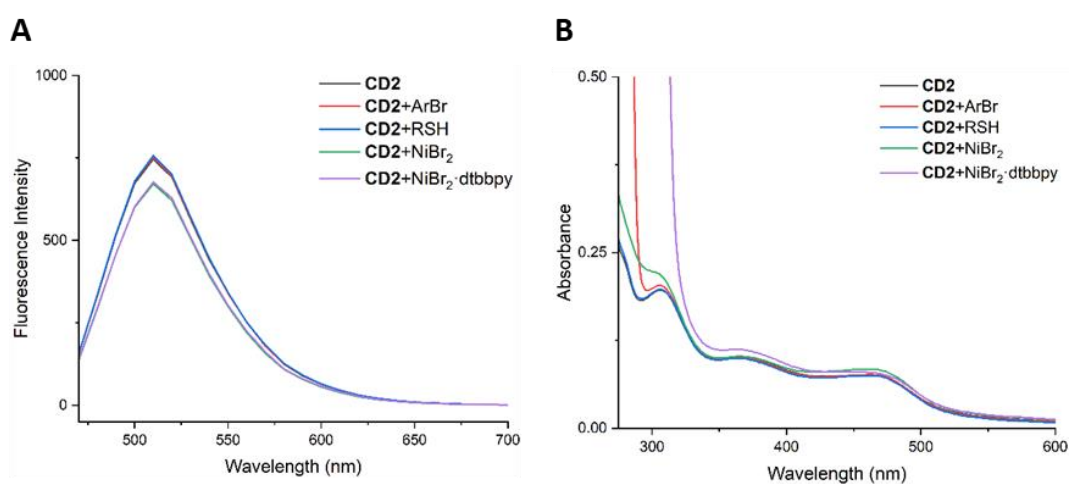 A
1000
500
0
500
550
600
650
700
Fluorescence Intensity
Wavelength (nm)
CD2
CD2+ArBr
CD2+RSH
CD2+NiBr₂
CD2+NiBr₂·dtbbpy
B
0.50
0.25
0.00
300
400
500
600
Absorbance
Wavelength (nm)
CD2
CD2+ArBr
CD2+RSH
CD2+NiBr₂
CD2+NiBr₂·dtbbpy